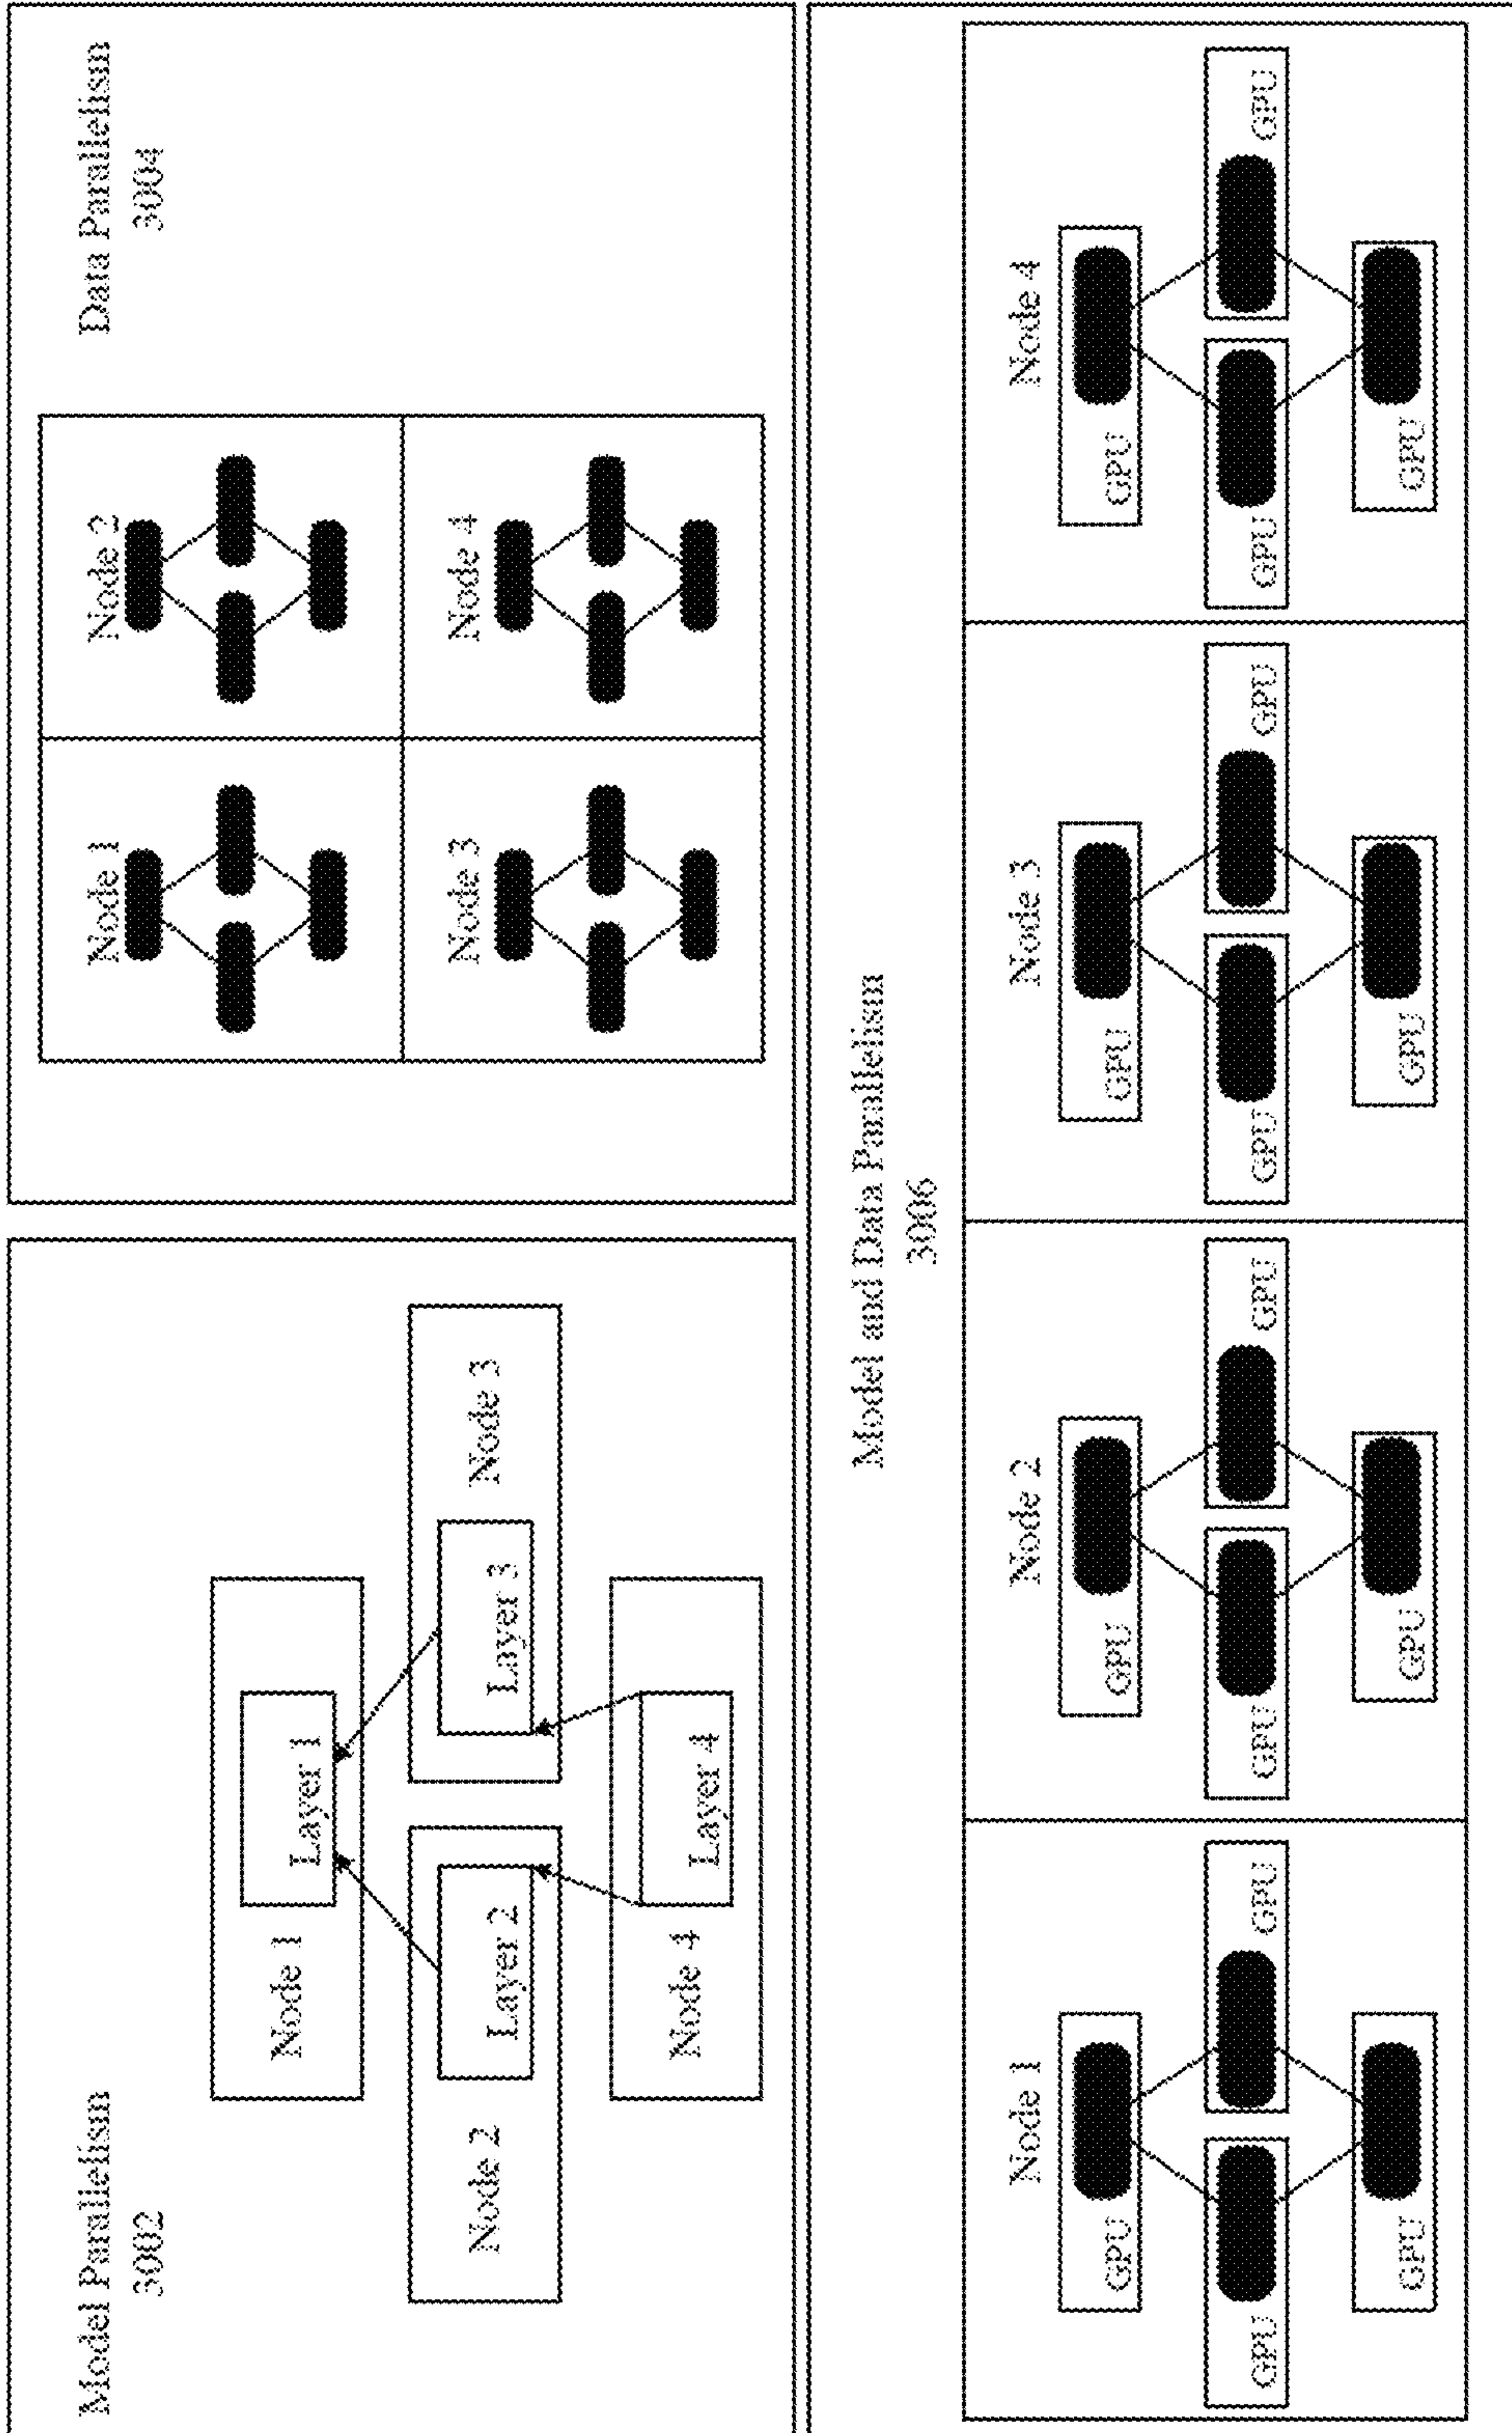 Model Parallelism
3002
Node 1
Layer 1
Node 2
Layer 2
Layer 3
Node 3
Node 4
Layer 4
Data Parallelism
3004
Node 1
Node 2
Node 3
Node 4
Model and Data Parallelism
3006
Node 1
GPU
GPU
GPU
GPU
Node 2
GPU
GPU
GPU
GPU
Node 3
GPU
GPU
GPU
GPU
Node 4
GPU
GPU
GPU
GPU